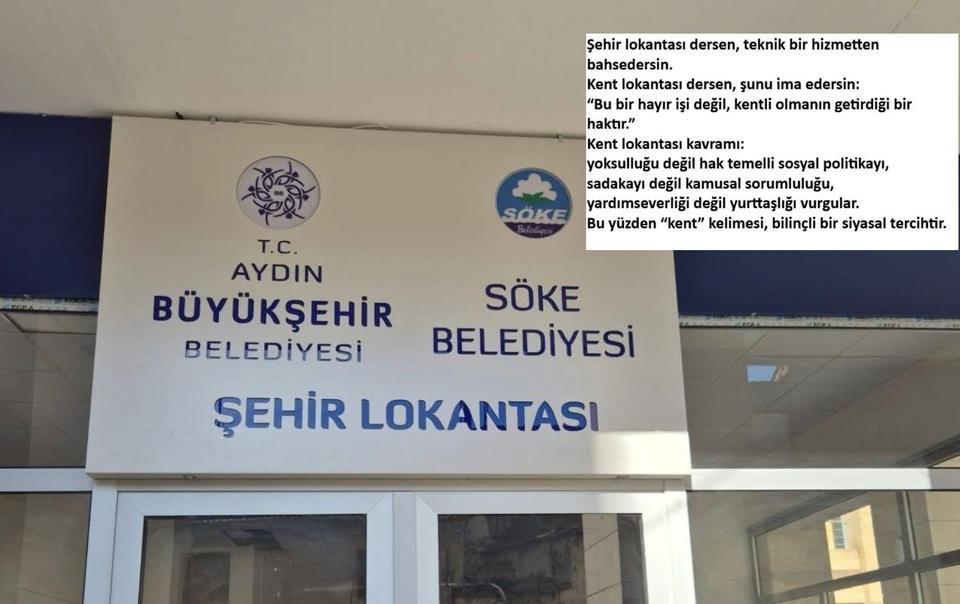 Şehir lokantası dersen, teknik bir hizmetten
bahsedersin.
Kent lokantası dersen, şunu ima edersin:
“Bu bir hayır işi değil, kentli olmanın getirdiği bir
haktır.”
Kent lokantası kavramı:
yoksulluğu değil hak temelli sosyal politikayı,
sadakayı değil kamusal sorumluluğu,
yardımseverliği değil yurttaşlığı vurgular.
Bu yüzden “kent” kelimesi, bilinçli bir siyasal tercihtir.
T.C.
AYDIN
BÜYÜKŞEHİR
BELEDİYESİ
SÖKE
Belediyesi
SÖKE
BELEDİYESİ
ŞEHİR LOKANTASI